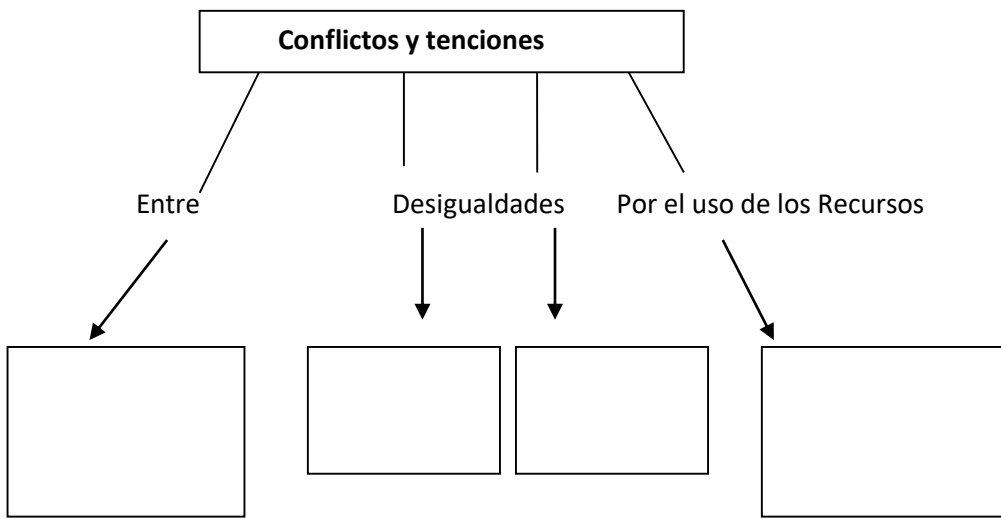 Conflictos y tenciones
Entre
Desigualdades
Por el uso de los Recursos